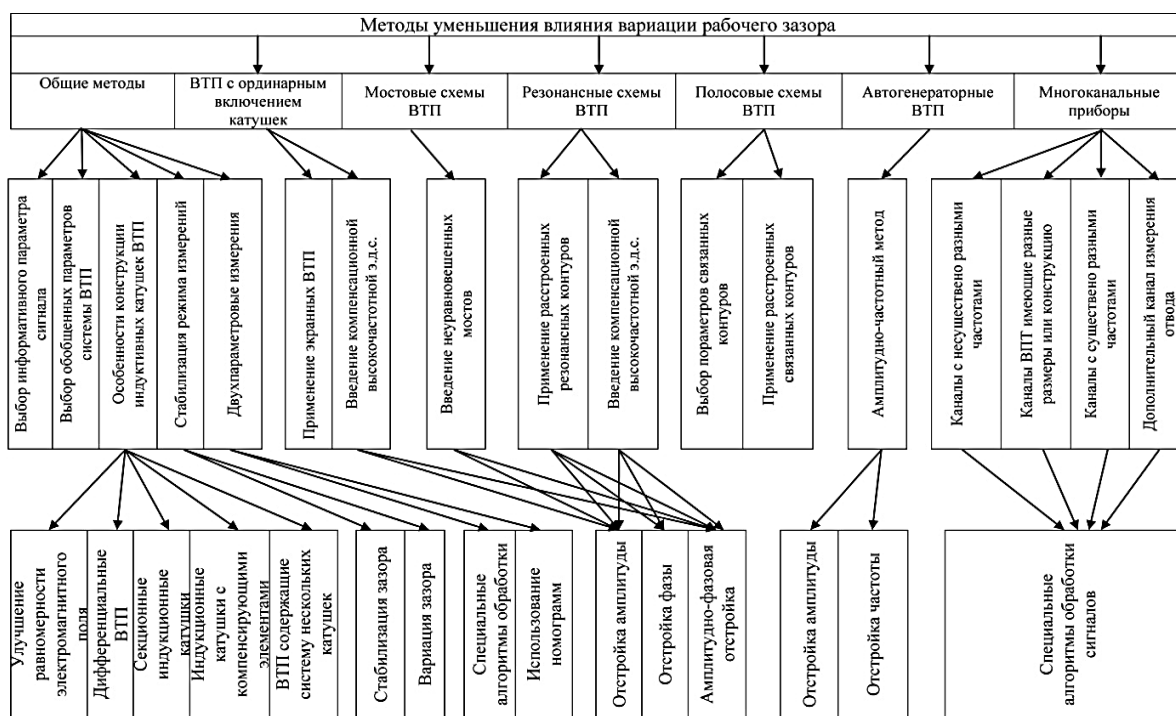 Методы уменьшения влияния вариации рабочего зазора
Общие методы
ВТП с ординарным
включением
катушек
Мостовые схемы
ВТП
Резонансные схемы
ВТП
Полосовые схемы
ВТП
Автогенераторные
ВТП
Многоканальные
приборы
Выбор информативного параметра
сигнала
Выбор обобщенных параметров
системы ВТП
Особенности конструкции
индуктивных катушек ВТП
Стабилизация режима измерений
Двухпараметровые измерения
Применение экранных ВТП
Введение компенсационной
высокочастотной э.д.с.
Введение неуравновешенных
мостов
Применение расстроенных
резонансных контуров
Введение компенсационной
высокочастотной э.д.с.
Выбор пораметров связанных
контуров
Применение расстроенных
связанных контуров
Амплитудно-частотный метод
Каналы с несущественно разными
частотами
Каналы ВПТ имеющие разные
размеры или конструкцию
Каналы с существено разными
частотами
Дополнительный канал измерения
отвода
Улучшение
равномерности
электромагнитного
поля
Дифференциальные
ВТП
Секционные
индукционные
катушки
Индукционные
катушки с
компенсирующими
элементами
ВТП содержащие
систему нескольких
катушек
Стабилизация зазора
Вариация зазора
Специальные
алгоритмы обработки
Использование
номограмм
Отстройка амплитуды
Отстройка фазы
Амплитудно-фазовая
отстройка
Отстройка амплитуды
Отстройка частоты
Специальные
алгоритмы обработки
сигналов